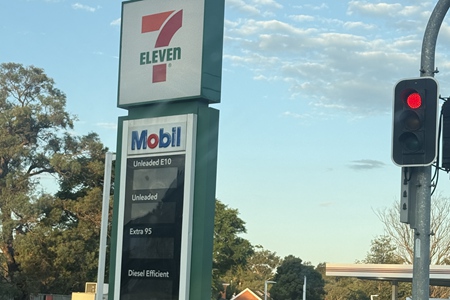 7
ELEVEN
Mobil
Unleaded E10
Unleaded
Extra 95
Diesel Efficient